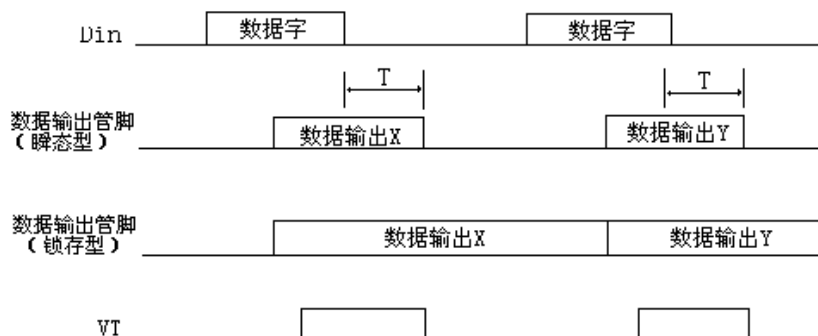 Din 数据字 数据字
T T
数据输出管脚
（瞬态型） 数据输出X 数据输出Y
数据输出管脚
（锁存型） 数据输出X 数据输出Y
VT